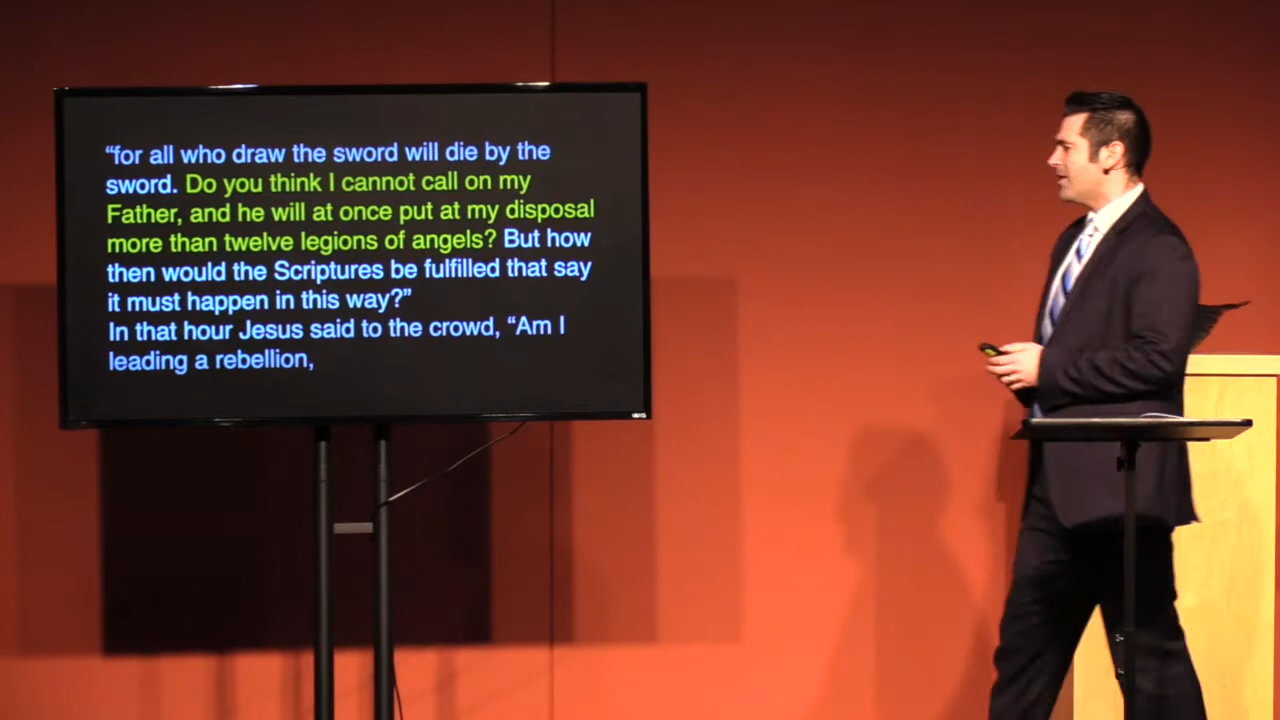 “for all who draw the sword will die by the
sword. Do you think I cannot call on my
Father, and he will at once put at my disposal
more than twelve legions of angels? But how
then would the Scriptures be fulfilled that say
it must happen in this way?”
In that hour Jesus said to the crowd, “Am I
leading a rebellion,
VIZIO